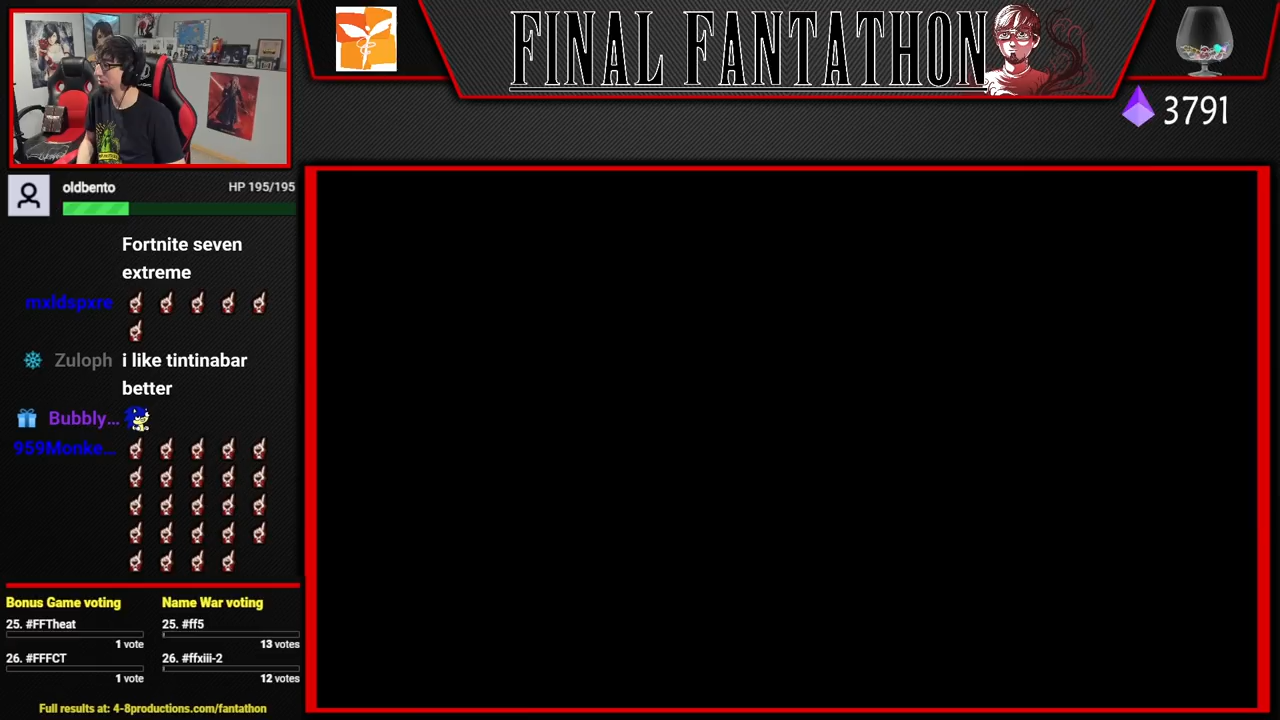 FINAL FANTATHON
3791
oldbento
HP 195/195
Fortnite seven
extreme
mxldspxre
Zuloph i like tintinabar
better
Bubbly...
959Monke...
Bonus Game voting
25. #FFTheat
1 vote
26. #FFFCT
1 vote
Name War voting
25. #ff5
13 votes
26. #ffxiii-2
12 votes
Full results at: 4-8productions.com/fantathon